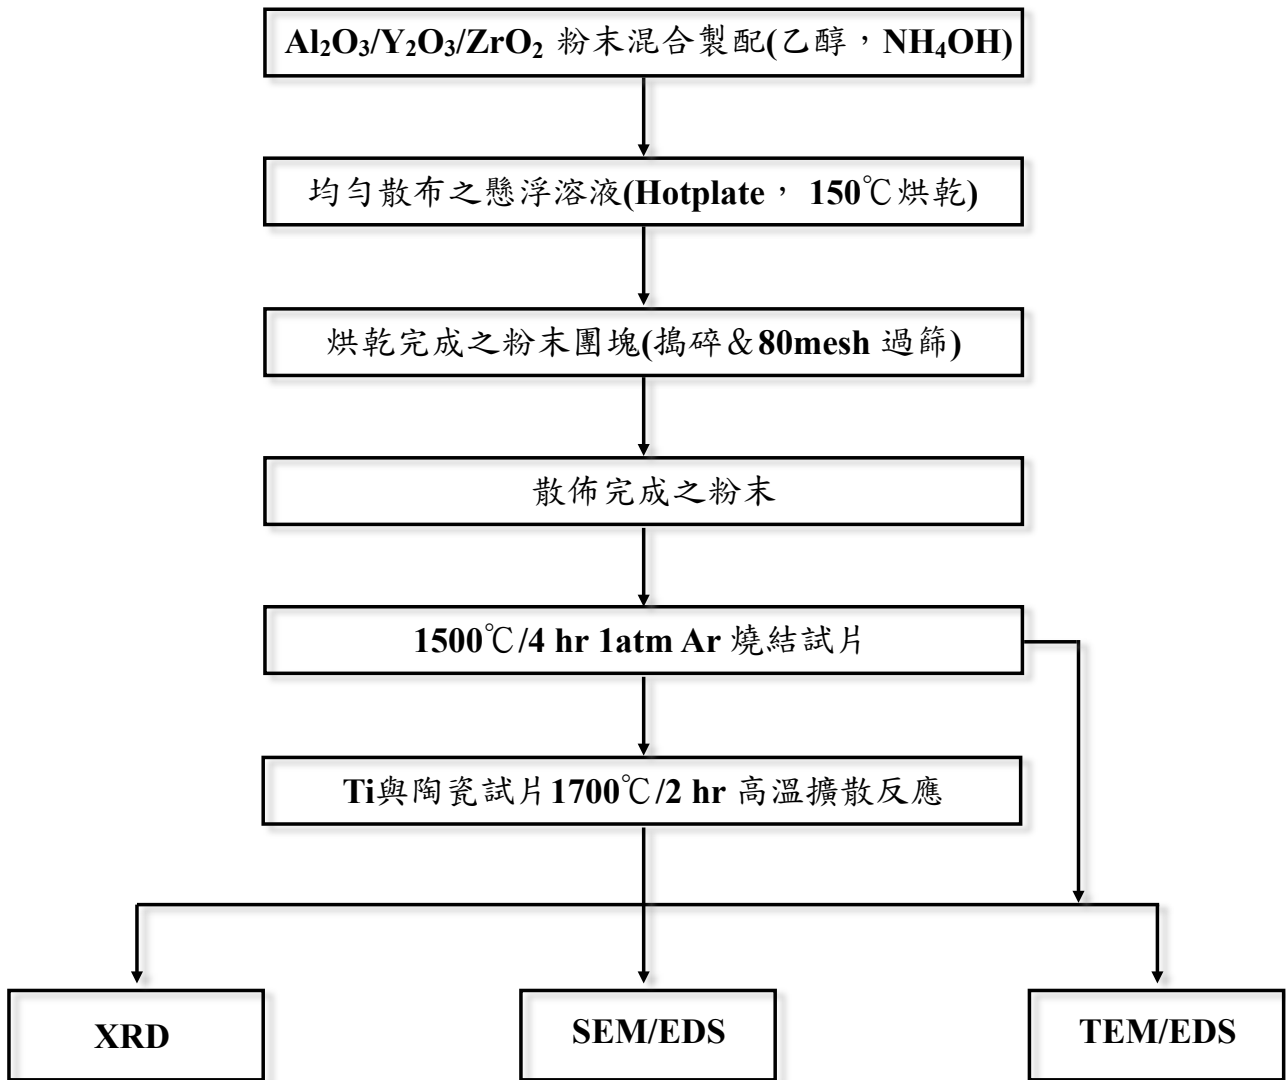 Al₂O₃/Y₂O₃/ZrO₂ 粉末混合製配(乙醇，NH₄OH)
均勻散布之懸浮溶液(Hotplate， 150℃烘乾)
烘乾完成之粉末團塊(搗碎＆80mesh 過篩)
散佈完成之粉末
1500℃/4 hr 1atm Ar 燒結試片
Ti與陶瓷試片1700℃/2 hr 高溫擴散反應
XRD
SEM/EDS
TEM/EDS